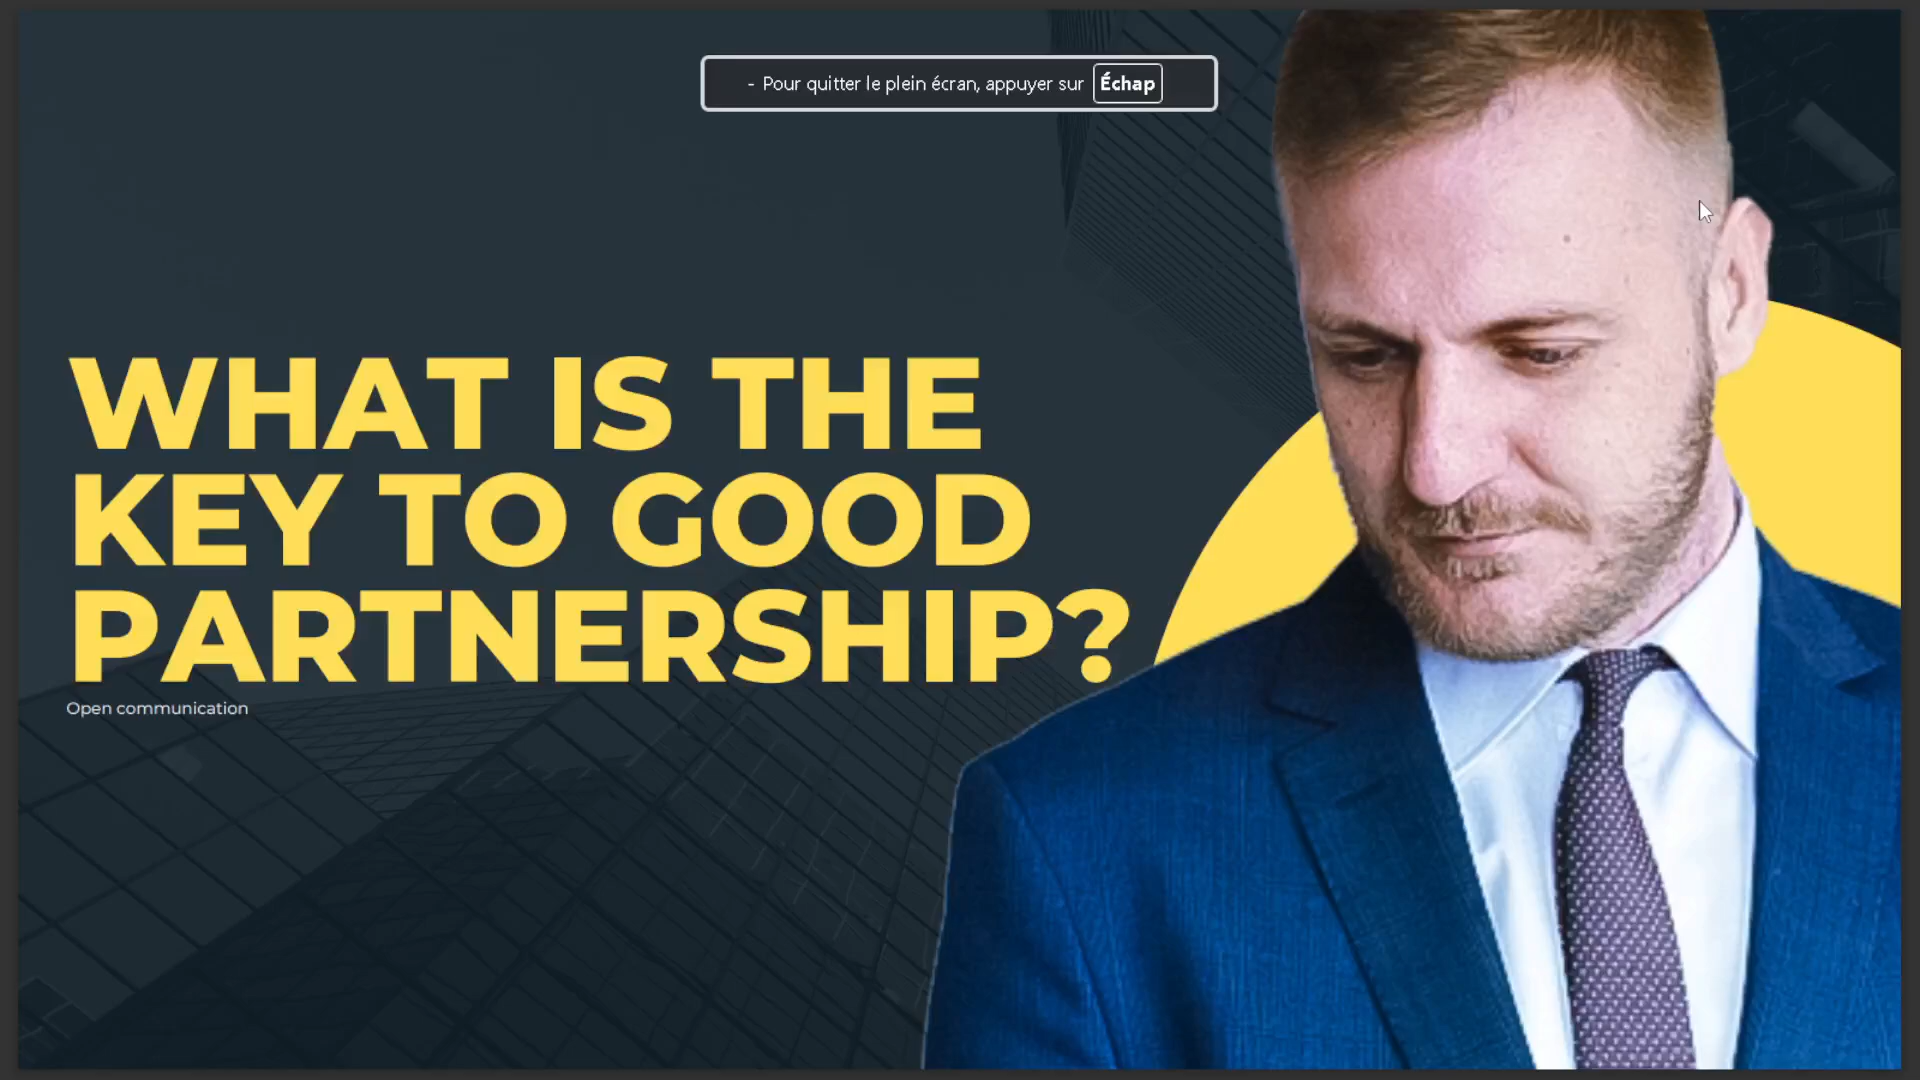 - Pour quitter le plein écran, appuyer sur Échap
WHAT IS THE
KEY TO GOOD
PARTNERSHIP?
Open communication